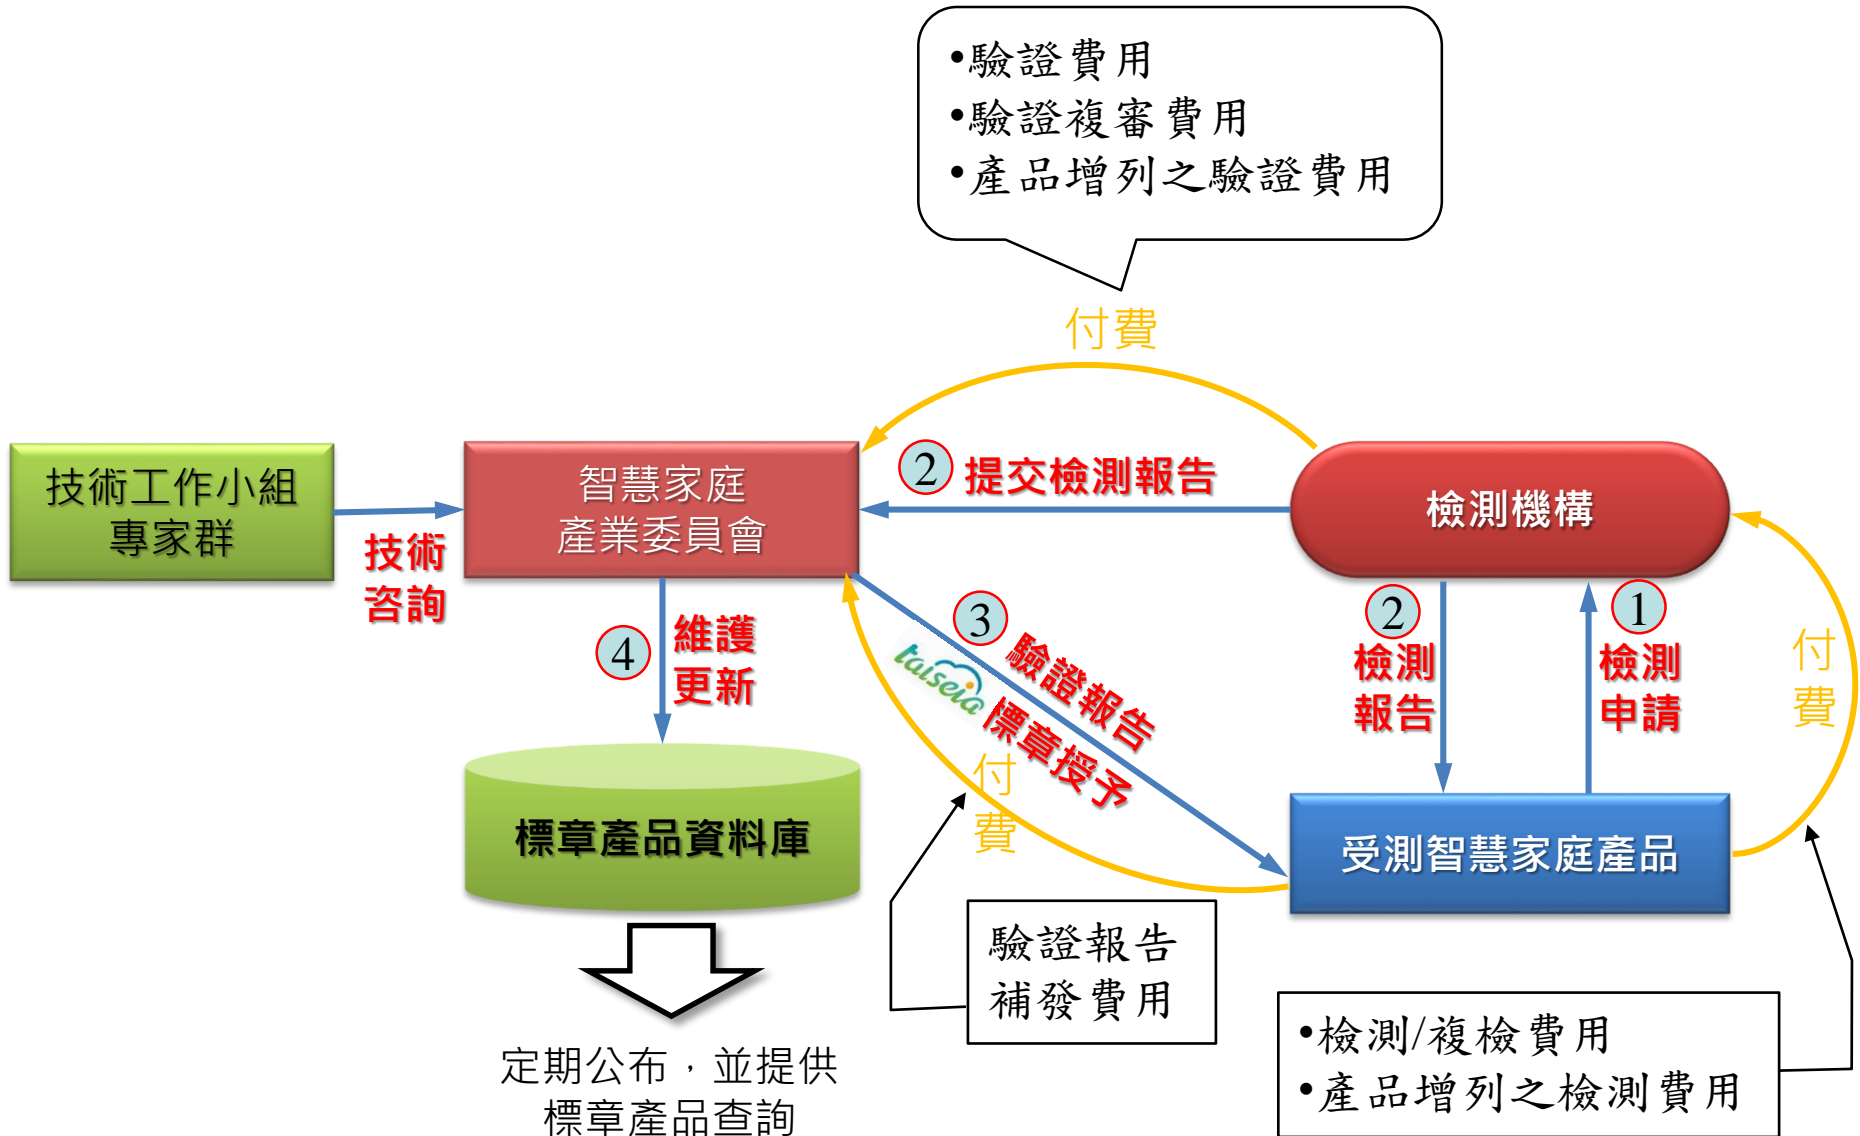 •驗證費用
•驗證複審費用
•產品增列之驗證費用
付費
技術工作小組
專家群
技術
咨詢
智慧家庭
產業委員會
② 提交檢測報告
檢測機構
④
維護
更新
③ 驗證報告
taiseia
標章授予
付
費
②
檢測
報告
①
檢測
申請
付
費
標章產品資料庫
受測智慧家庭產品
驗證報告
補發費用
•檢測/複檢費用
•產品增列之檢測費用
定期公布，並提供
標章產品查詢